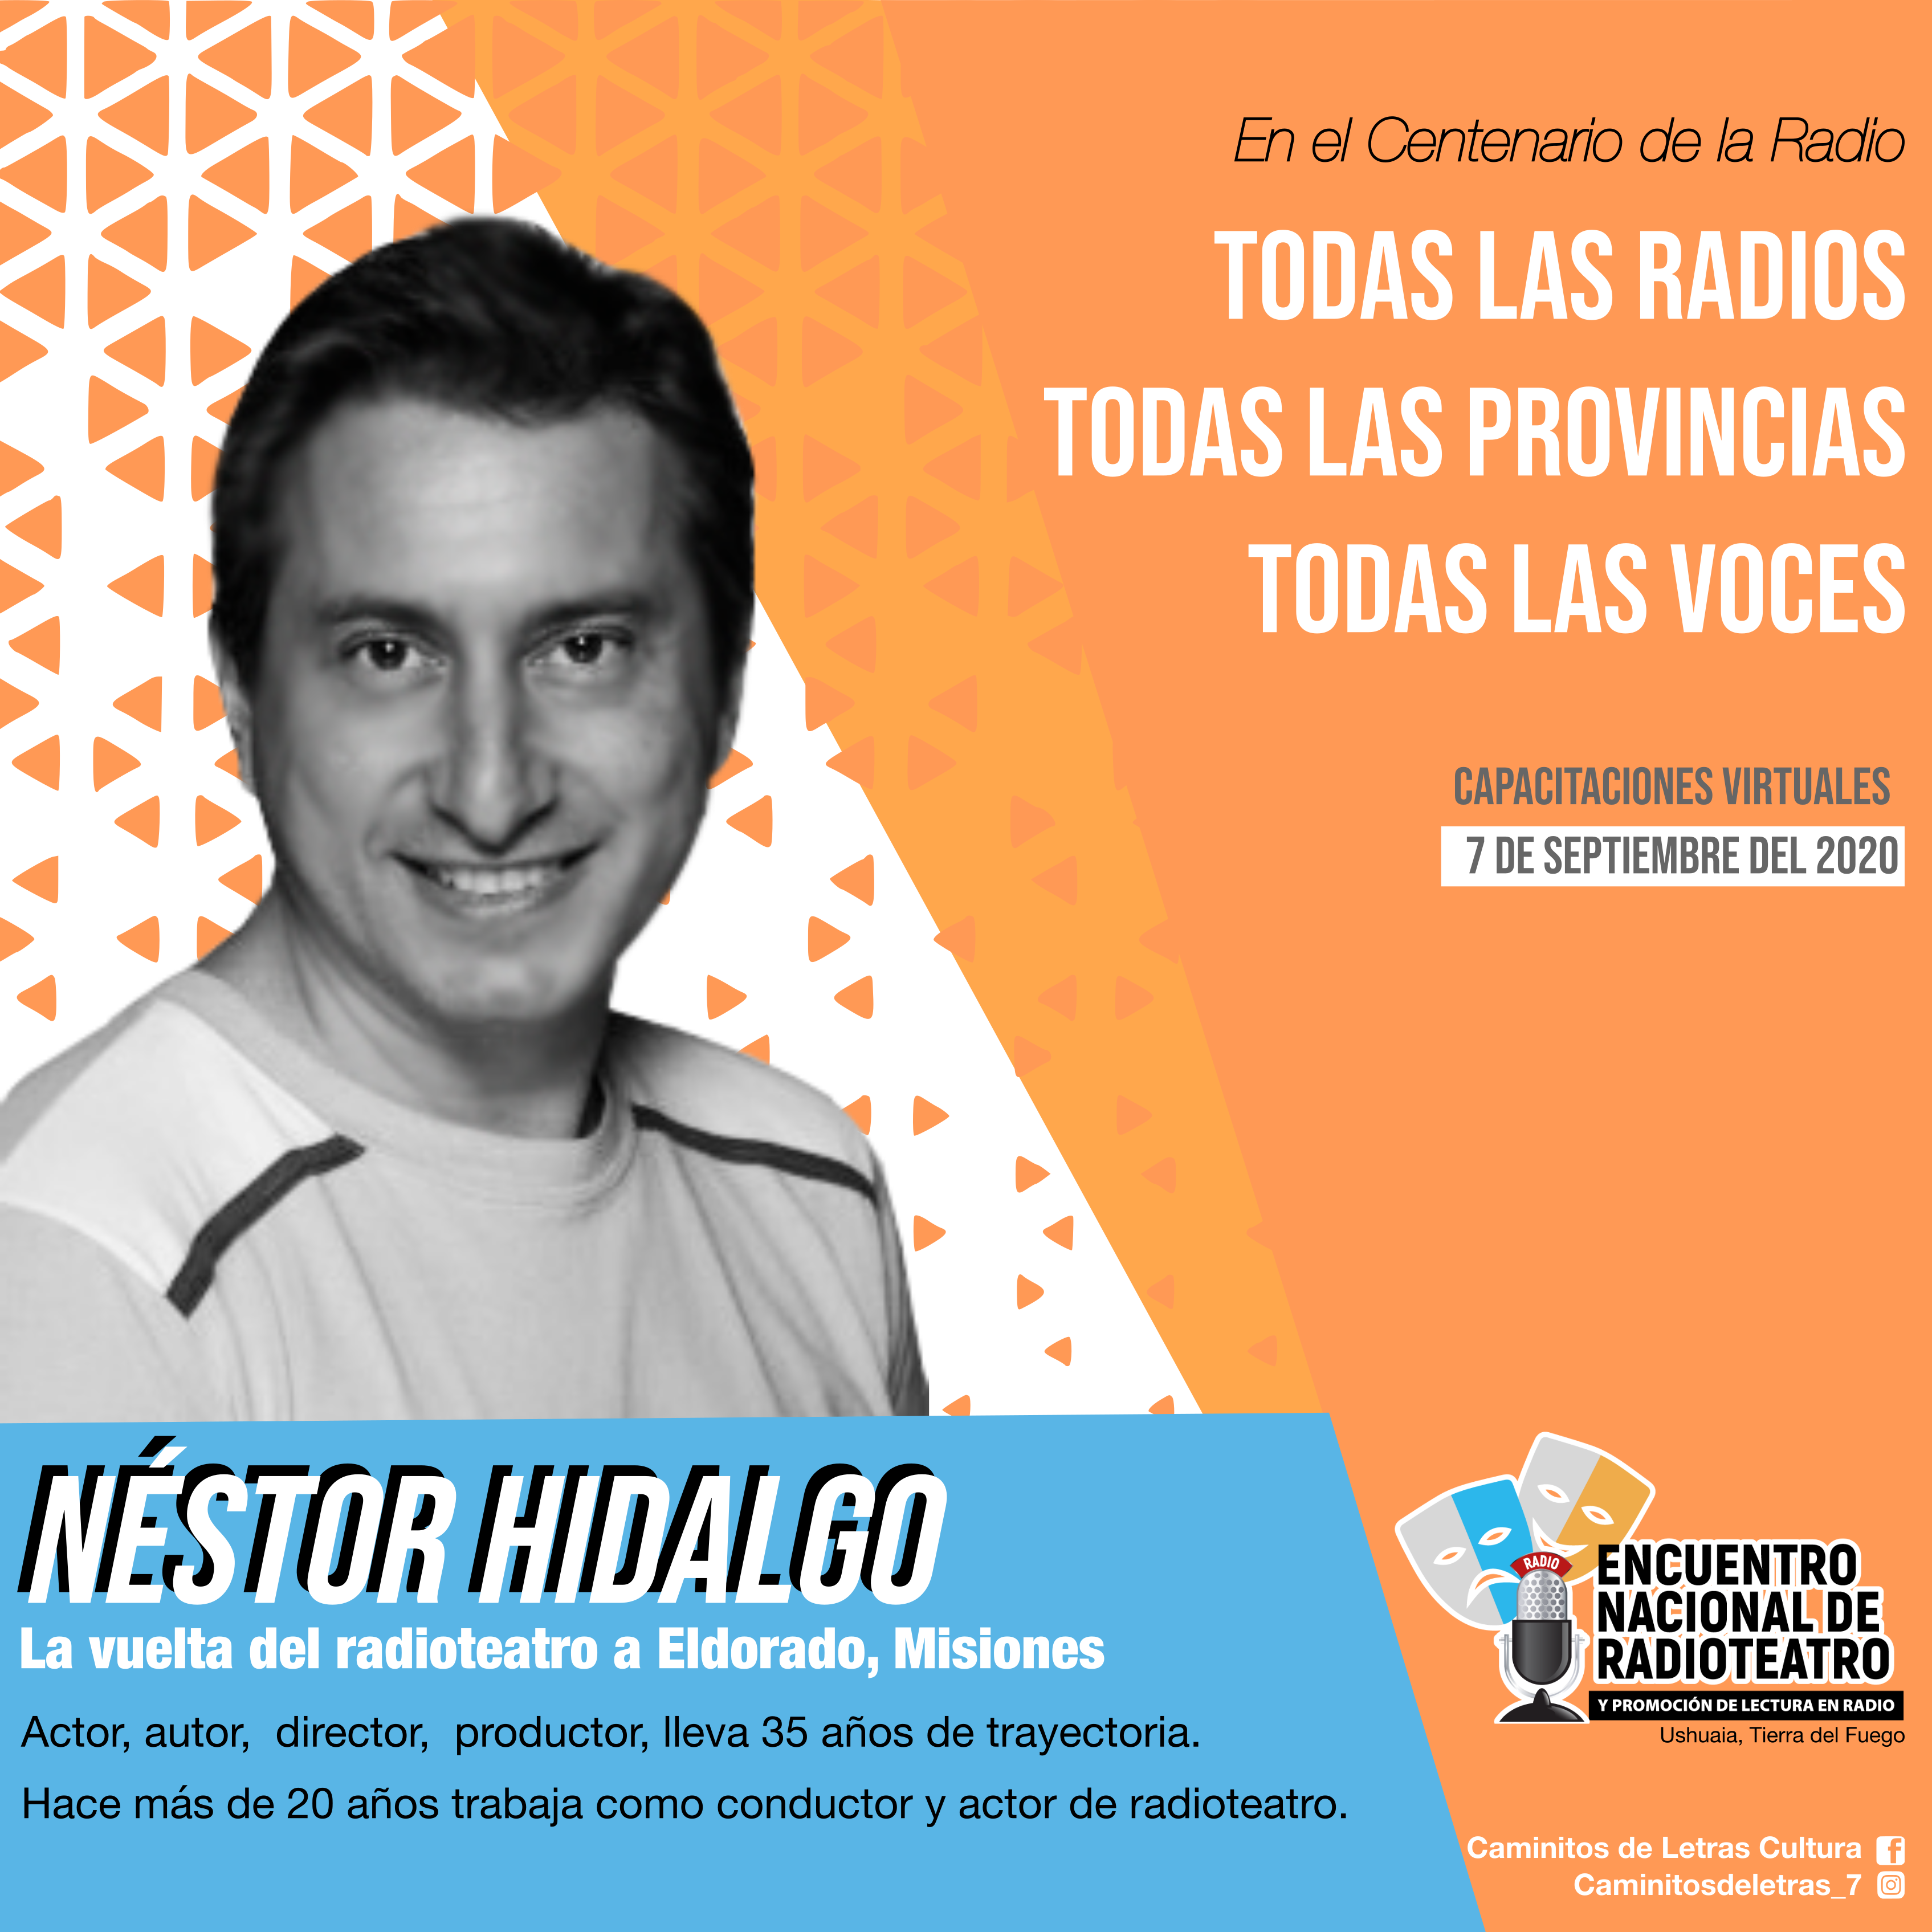 En el Centenario de la Radio
TODAS LAS RADIOS
TODAS LAS PROVINCIAS
TODAS LAS VOCES
CAPACITACIONES VIRTUALES
7 DE SEPTIEMBRE DEL 2020
NÉSTOR HIDALGO
La vuelta del radioteatro a Eldorado, Misiones
Actor, autor, director, productor, lleva 35 años de trayectoria.
Hace más de 20 años trabaja como conductor y actor de radioteatro.
RADIO
ENCUENTRO
NACIONAL DE
RADIOTEATRO
Y PROMOCIÓN DE LECTURA EN RADIO
Ushuaia, Tierra del Fuego
Caminitos de Letras Cultura
Caminitosdeletras_7